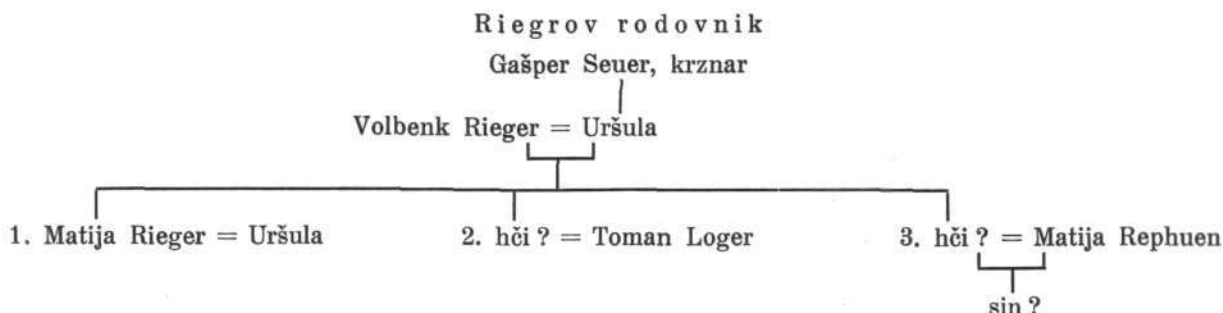 Riegrov rodovnik
Gašper Seuer, krznar
Volbenk Rieger = Uršula
1. Matija Rieger = Uršula 2. hči ? = Toman Loger 3. hči ? = Matija Rephuen
sin ?